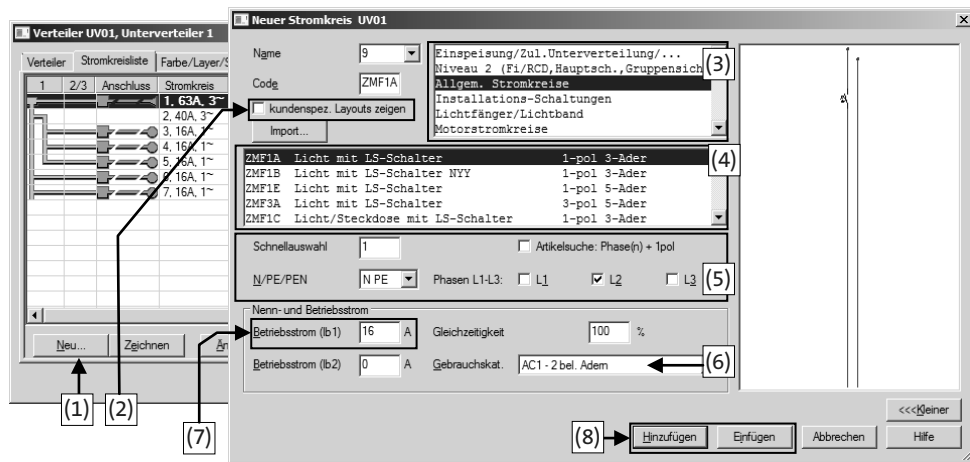 Verteiler UV01, Unterverteiler 1
Verteiler Stromkreisliste Farbe/Layer/S
1 2/3 Anschluss Stromkreis
1, 63A, 3~
2, 40A, 3~
3, 16A, 1~
4, 16A, 1~
5, 16A, 1~
6, 16A, 1~
7, 16A, 1~
Neu... Zeichnen Än
(1) (2) (7)
Neuer Stromkreis UV01
Name 9
Code ZMF1A
kundenspez. Layouts zeigen
Import...
Einspeisung/Zul.Unterverteilung/...
Niveau 2 (Fi/RCD,Hauptsch.,Gruppensich
Allgem. Stromkreise
Installations-Schaltungen
Lichtfänger/Lichtband
Motorstromkreise
(3)
ZMF1A Licht mit LS-Schalter 1-pol 3-Ader
ZMF1B Licht mit LS-Schalter NYY 1-pol 3-Ader
ZMF1E Licht mit LS-Schalter 1-pol 5-Ader
ZMF3A Licht mit LS-Schalter 3-pol 5-Ader
ZMF1C Licht/Steckdose mit LS-Schalter 1-pol 3-Ader
(4)
Schnellauswahl 1 Artikelsuche: Phase(n) + 1pol
N/PE/PEN N PE Phasen L1-L3: L1 L2 L3
(5)
Nenn- und Betriebsstrom
Betriebsstrom (Ib1) 16 A Gleichzeitigkeit 100 %
Betriebsstrom (Ib2) 0 A Gebrauchskat. AC1 - 2 bel. Adern
(6)
<<<Kleiner
(8) Hinzufügen Einfügen Abbrechen Hilfe